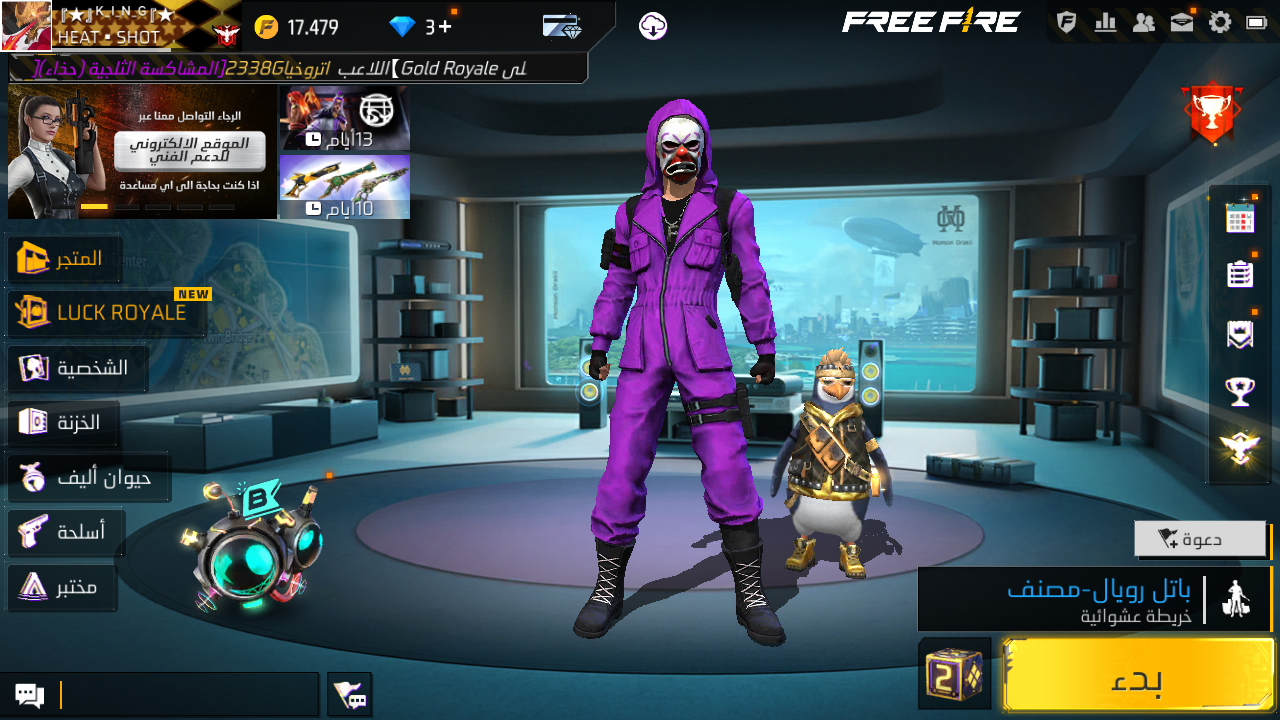 『★₊K I N G☆★
HEAT ▪ SHOT
17.479
3+
FREE FIRE
لى Gold Royale】اللاعب اتروخياG2338[المشاكسة الثلجية (حذاء)]
الرجاء التواصل معنا عبر
الموقع الالكتروني
للدعم الفني
اذا كنت بحاجة الى اي مساعدة
13أيام
10أيام
المتجر
NEW
LUCK ROYALE
الشخصية
الخزنة
حيوان أليف
أسلحة
مختبر
B
دعوة
باتل رويال-مصنف
خريطة عشوائية
2
بدء